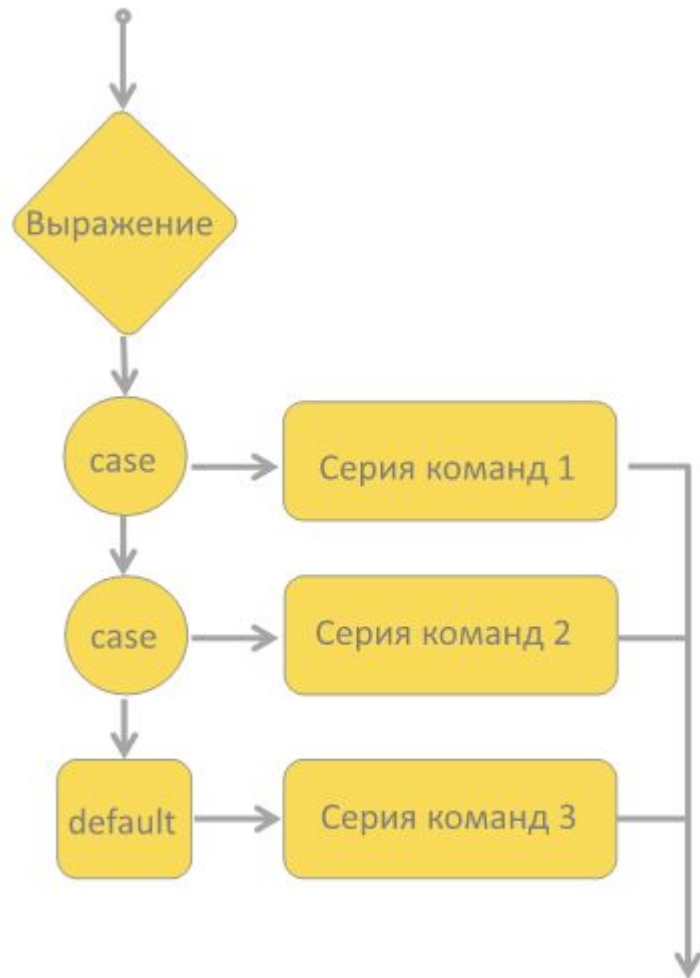 Выражение
case
Серия команд 1
case
Серия команд 2
default
Серия команд 3